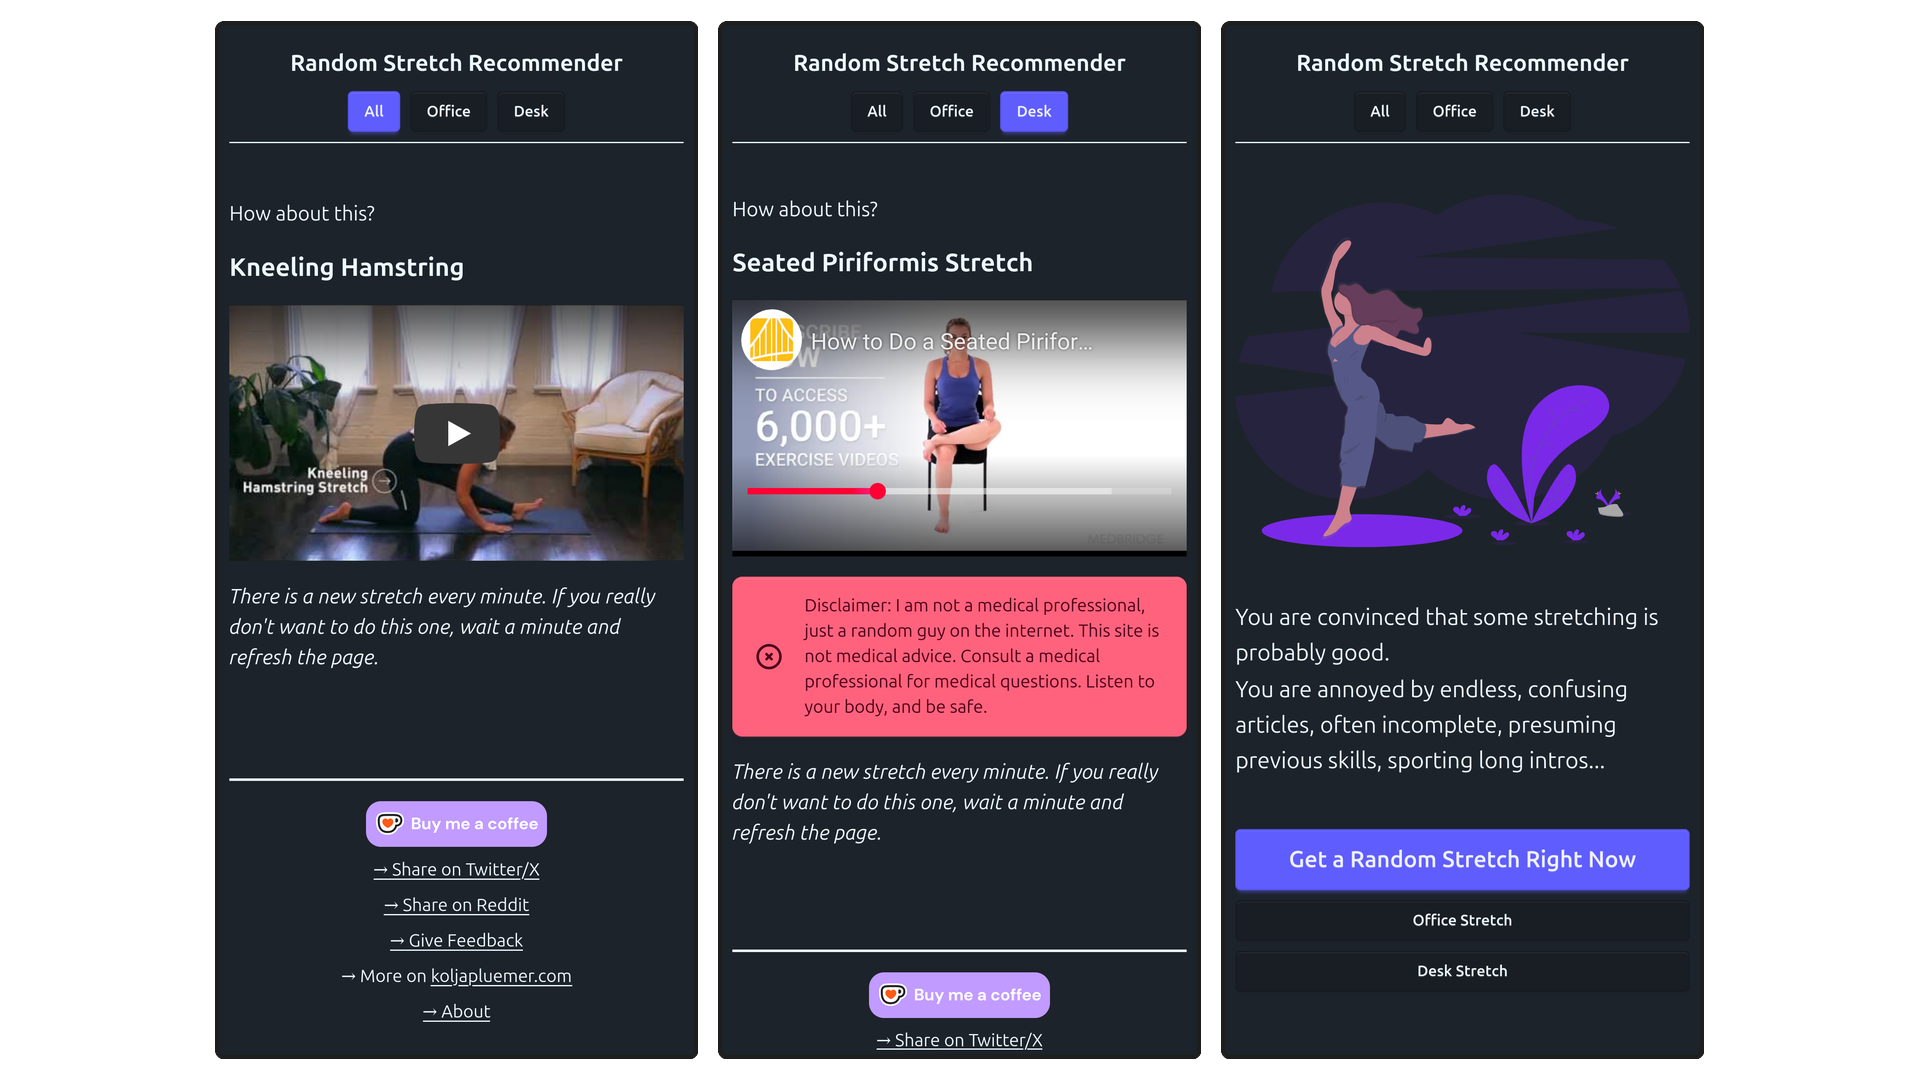 Random Stretch Recommender
All
Office
Desk
How about this?
Kneeling Hamstring
Kneeling
Hamstring Stretch
There is a new stretch every minute. If you really
don't want to do this one, wait a minute and
refresh the page.
Buy me a coffee
→ Share on Twitter/X
→ Share on Reddit
→ Give Feedback
→ More on koljapluemer.com
→ About
Random Stretch Recommender
All
Office
Desk
How about this?
Seated Piriformis Stretch
How to Do a Seated Pirifor...
TO ACCESS
6,000+
EXERCISE VIDEOS
MEDBRIDGE
Disclaimer: I am not a medical professional,
just a random guy on the internet. This site is
not medical advice. Consult a medical
professional for medical questions. Listen to
your body, and be safe.
There is a new stretch every minute. If you really
don't want to do this one, wait a minute and
refresh the page.
Buy me a coffee
→ Share on Twitter/X
Random Stretch Recommender
All
Office
Desk
You are convinced that some stretching is
probably good.
You are annoyed by endless, confusing
articles, often incomplete, presuming
previous skills, sporting long intros...
Get a Random Stretch Right Now
Office Stretch
Desk Stretch